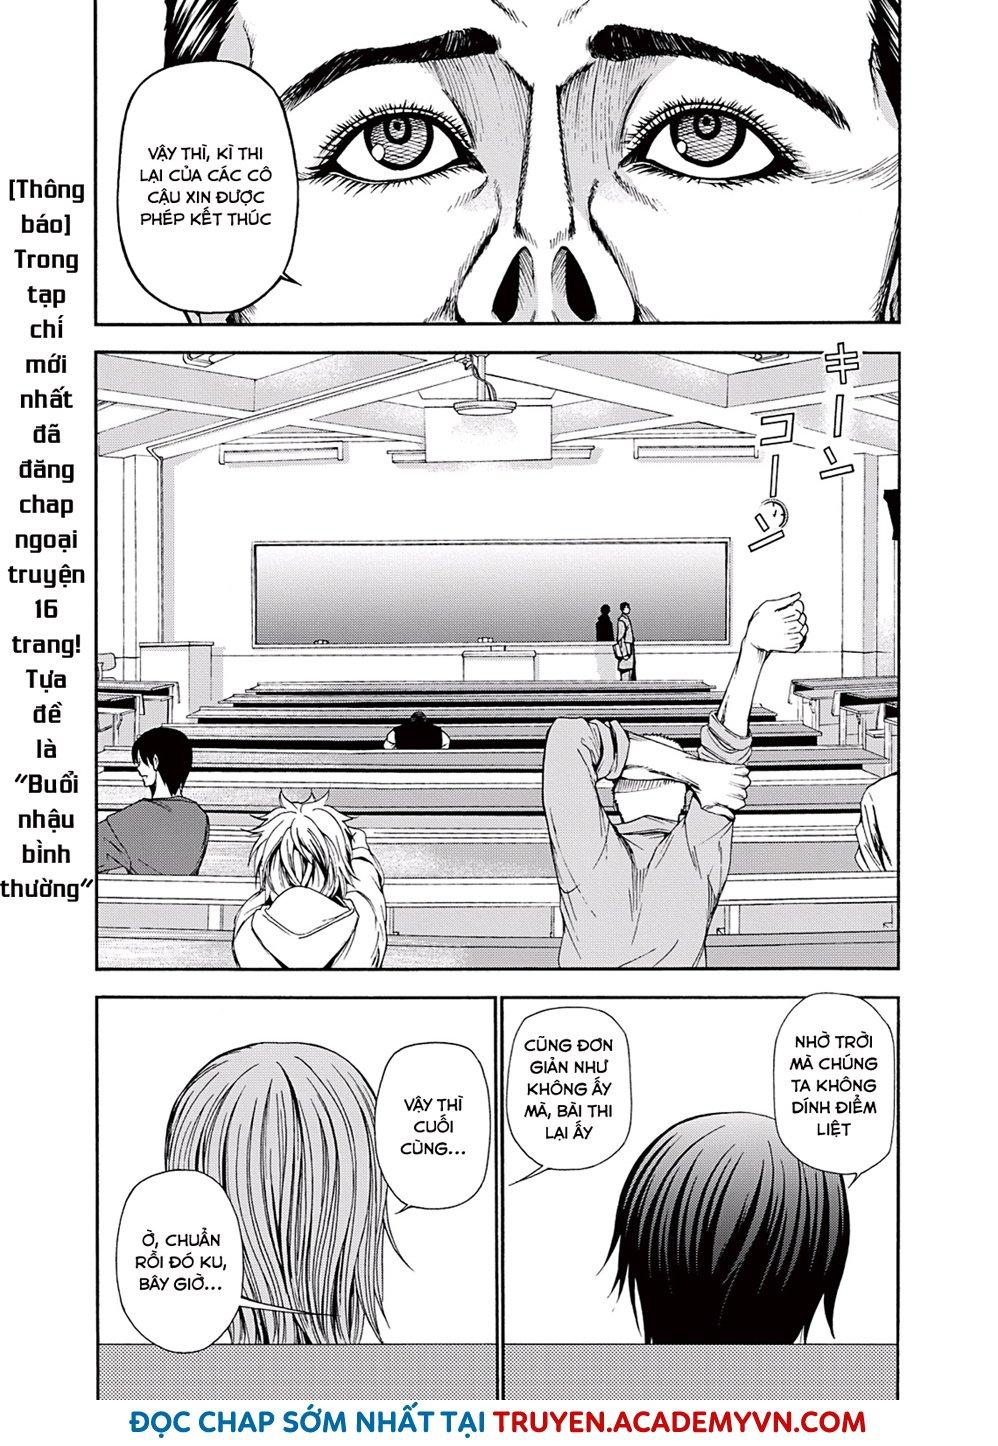 VẬY THÌ, KÌ THI
LẠI CỦA CÁC CÔ
CẬU XIN ĐƯỢC
PHÉP KẾT THÚC
[Thông
báo]
Trong
tạp
chí
mới
nhất
đã
đăng
chap
ngoại
truyện
16
trang!
Tựa
đề
là
"Buổi
nhậu
bình
thường"
キーン
コーン
NHỜ TRỜI
MÀ CHÚNG
TA KHÔNG
DÍNH ĐIỂM
LIỆT
CŨNG ĐƠN
GIẢN NHƯ
KHÔNG ẤY
MÀ, BÀI THI
LẠI ẤY
VẬY THÌ
CUỐI
CÙNG...
Ờ, CHUẨN
RỒI ĐÓ KU,
BÂY GIỜ...
ĐỌC CHAP SỚM NHẤT TẠI TRUYEN.ACADEMYVN.COM